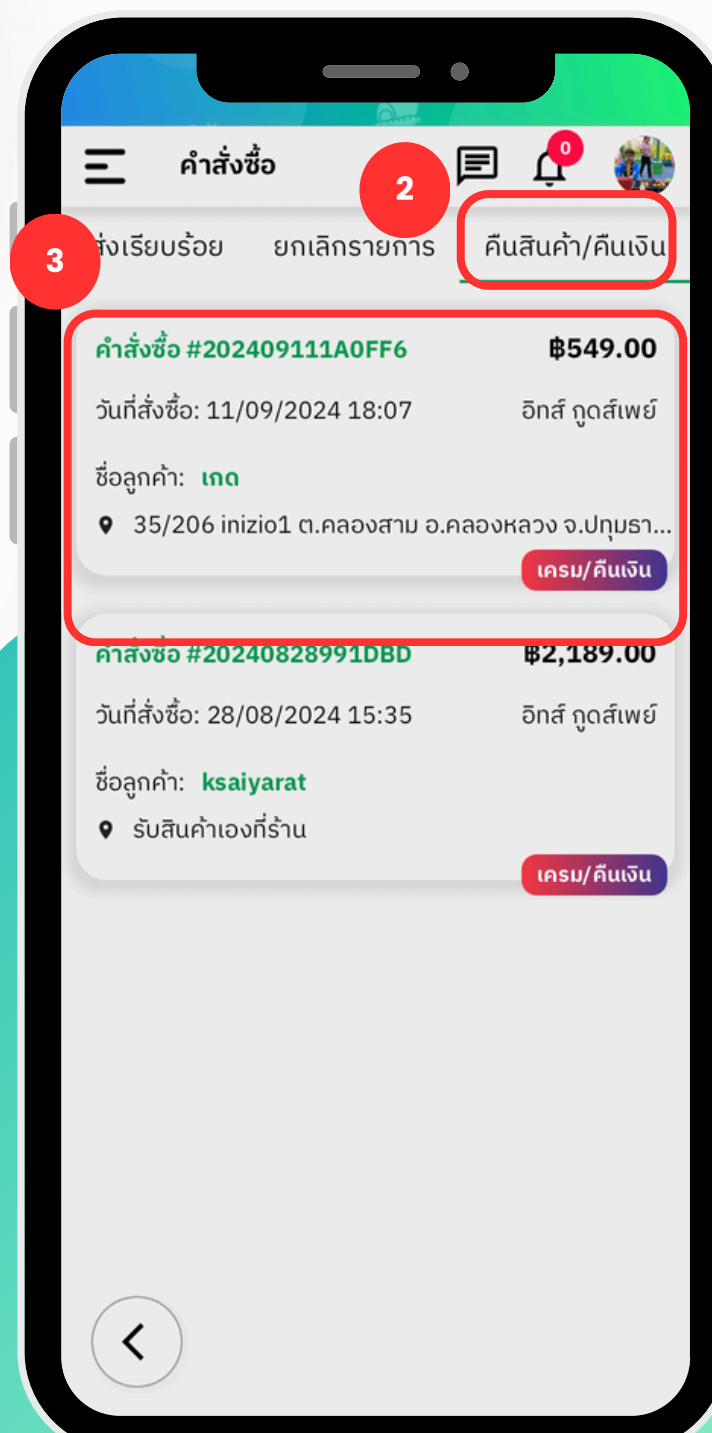 คำสั่งซื้อ
0
2
3
ส่งเรียบร้อย ยกเลิกรายการ คืนสินค้า/คืนเงิน
คำสั่งซื้อ #202409111A0FF6 ฿549.00
วันที่สั่งซื้อ: 11/09/2024 18:07 อิทส์ กูดส์เพย์
ชื่อลูกค้า: เกด
35/206 inizio1 ต.คลองสาม อ.คลองหลวง จ.ปทุมธา...
เครม/คืนเงิน
คำสั่งซื้อ #20240828991DBD ฿2,189.00
วันที่สั่งซื้อ: 28/08/2024 15:35 อิทส์ กูดส์เพย์
ชื่อลูกค้า: ksaiyarat
รับสินค้าเองที่ร้าน
เครม/คืนเงิน